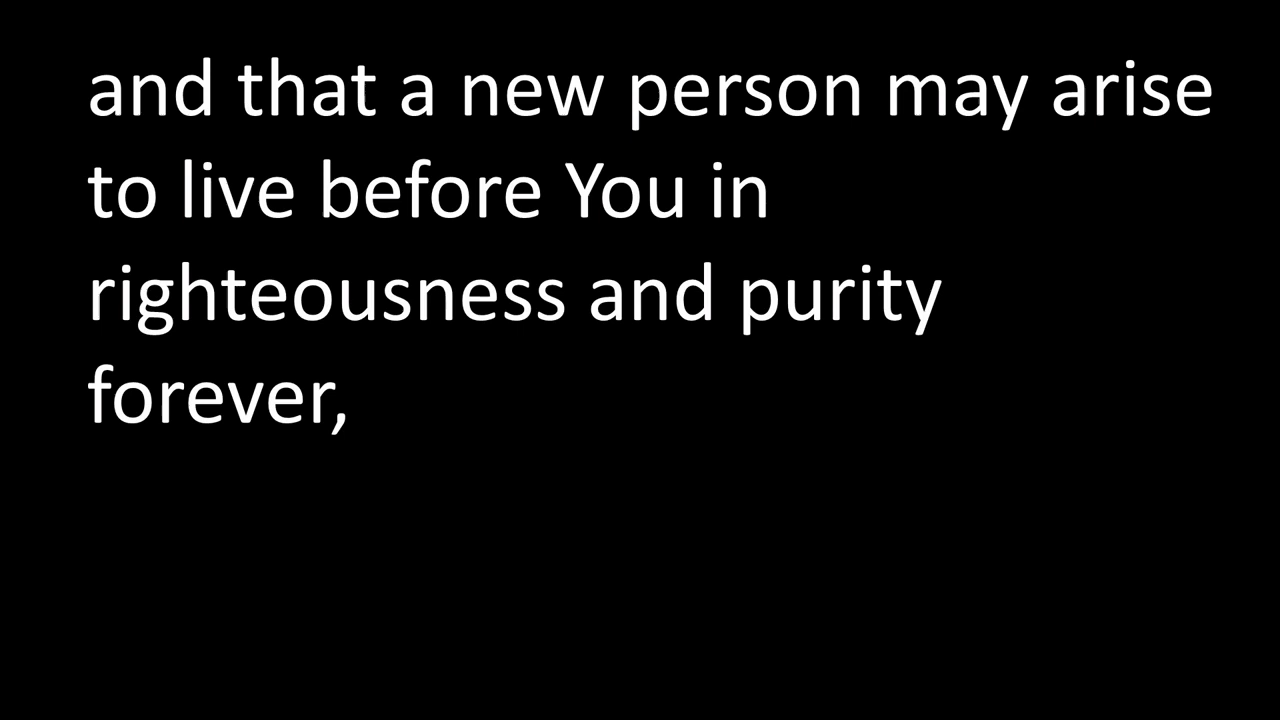 and that a new person may arise
to live before You in
righteousness and purity
forever,